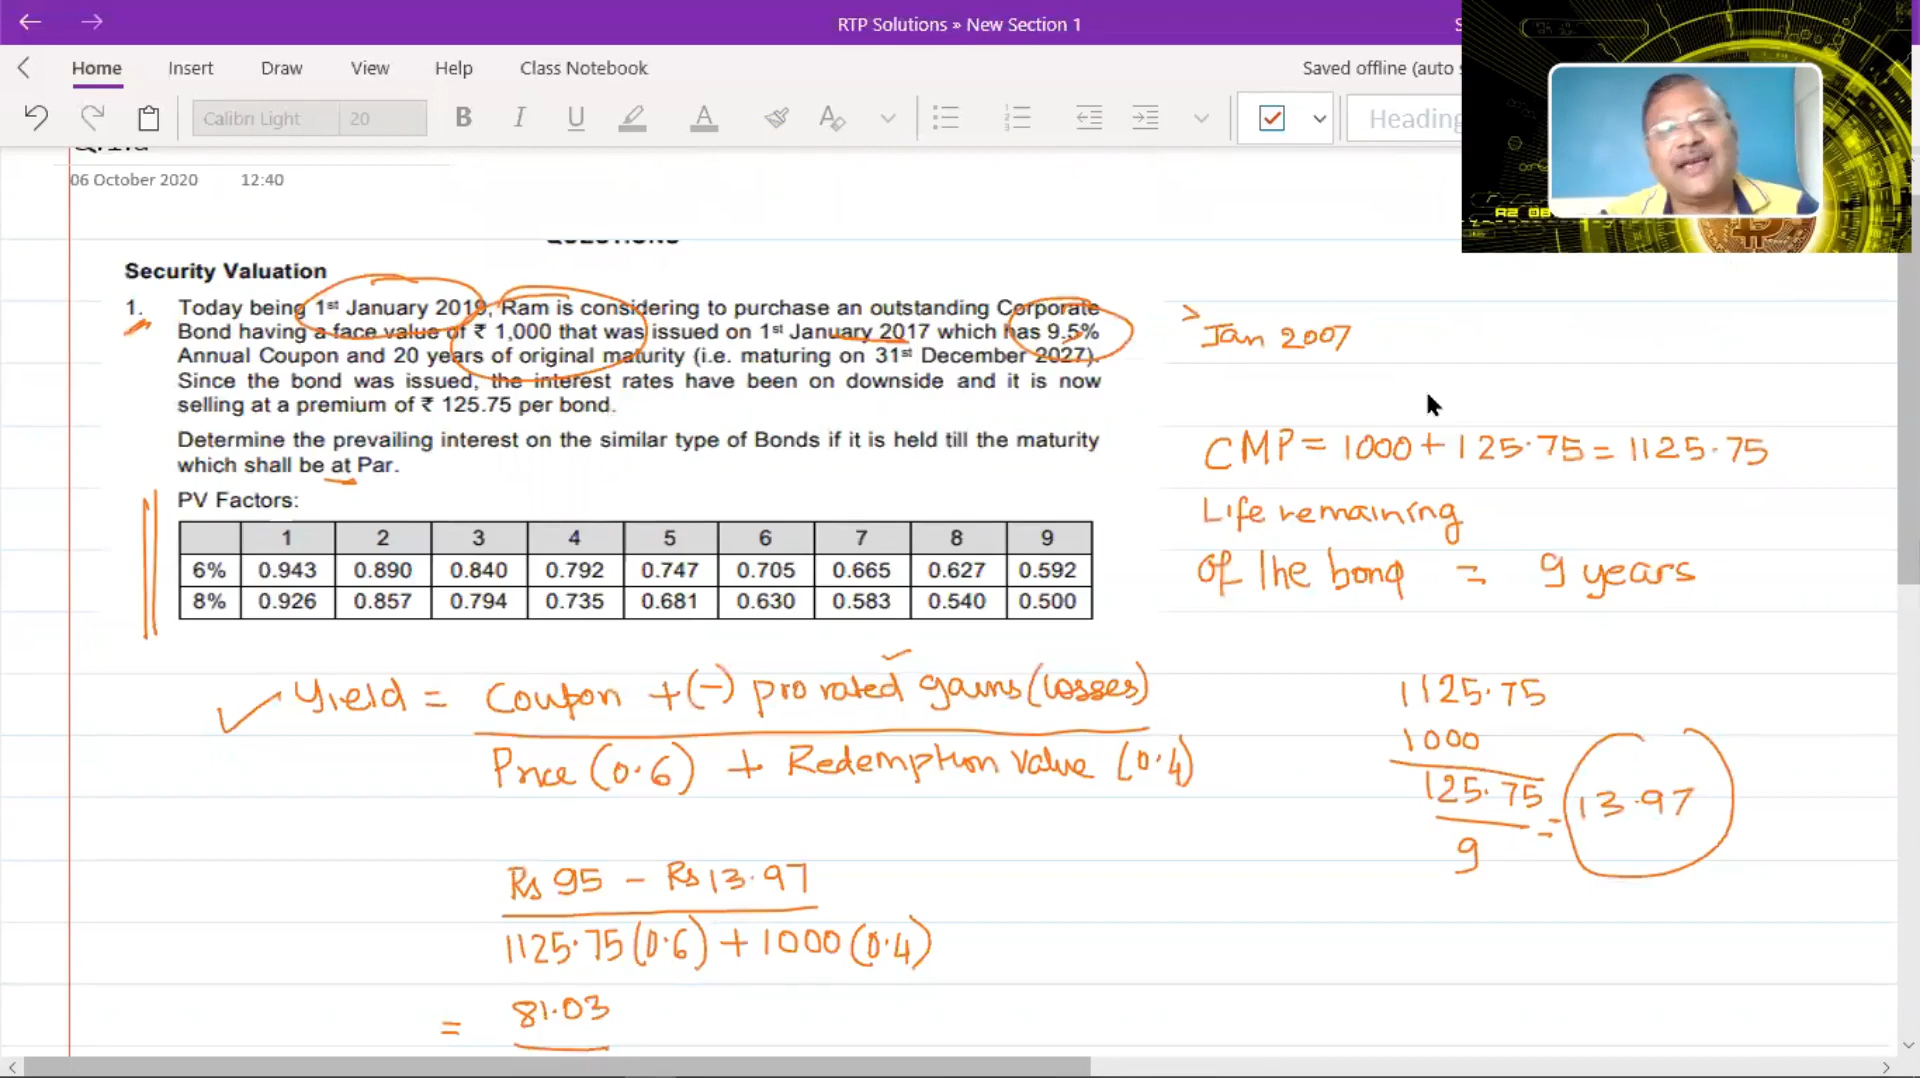 RTP Solutions » New Section 1
Home Insert Draw View Help Class Notebook Saved offline (auto
Calibri Light 20 B I U A Heading
06 October 2020 12:40
QUESTIONS
Security Valuation
1. Today being 1st January 2019, Ram is considering to purchase an outstanding Corporate
Bond having a face value of ₹ 1,000 that was issued on 1st January 2017 which has 9.5%
Annual Coupon and 20 years of original maturity (i.e. maturing on 31st December 2027).
Since the bond was issued, the interest rates have been on downside and it is now
selling at a premium of ₹ 125.75 per bond.
Determine the prevailing interest on the similar type of Bonds if it is held till the maturity
which shall be at Par.
PV Factors:
1 2 3 4 5 6 7 8 9
6% 0.943 0.890 0.840 0.792 0.747 0.705 0.665 0.627 0.592
8% 0.926 0.857 0.794 0.735 0.681 0.630 0.583 0.540 0.500
Jan 2007
CMP = 1000 + 125.75 = 1125.75
Life remaining
of the bond = 9 years
Yield = Coupon +(-) pro rated gains (losses)
Price (0.6) + Redemption Value (0.4)
1125.75
1000
125.75 = 13.97
9
Rs 95 - Rs 13.97
1125.75 (0.6) + 1000 (0.4)
= 81.03